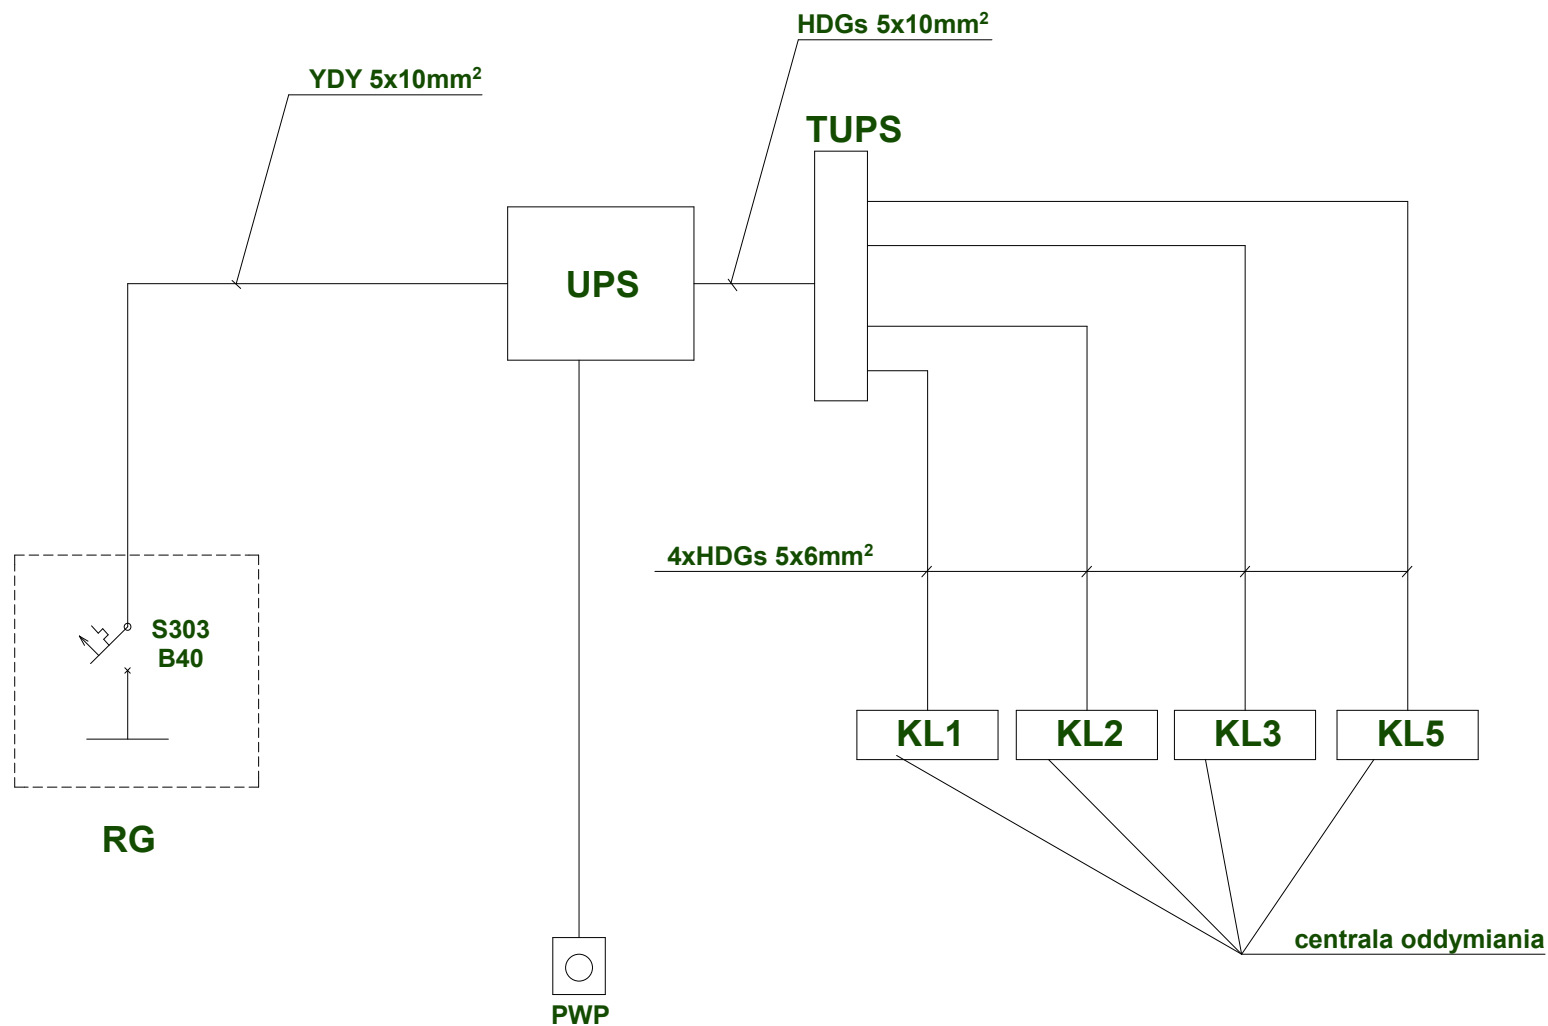 HDGs 5x10mm²
YDY 5x10mm²
TUPS
UPS
4xHDGs 5x6mm²
S303
B40
KL1 KL2 KL3 KL5
RG
centrala oddymiania
PWP